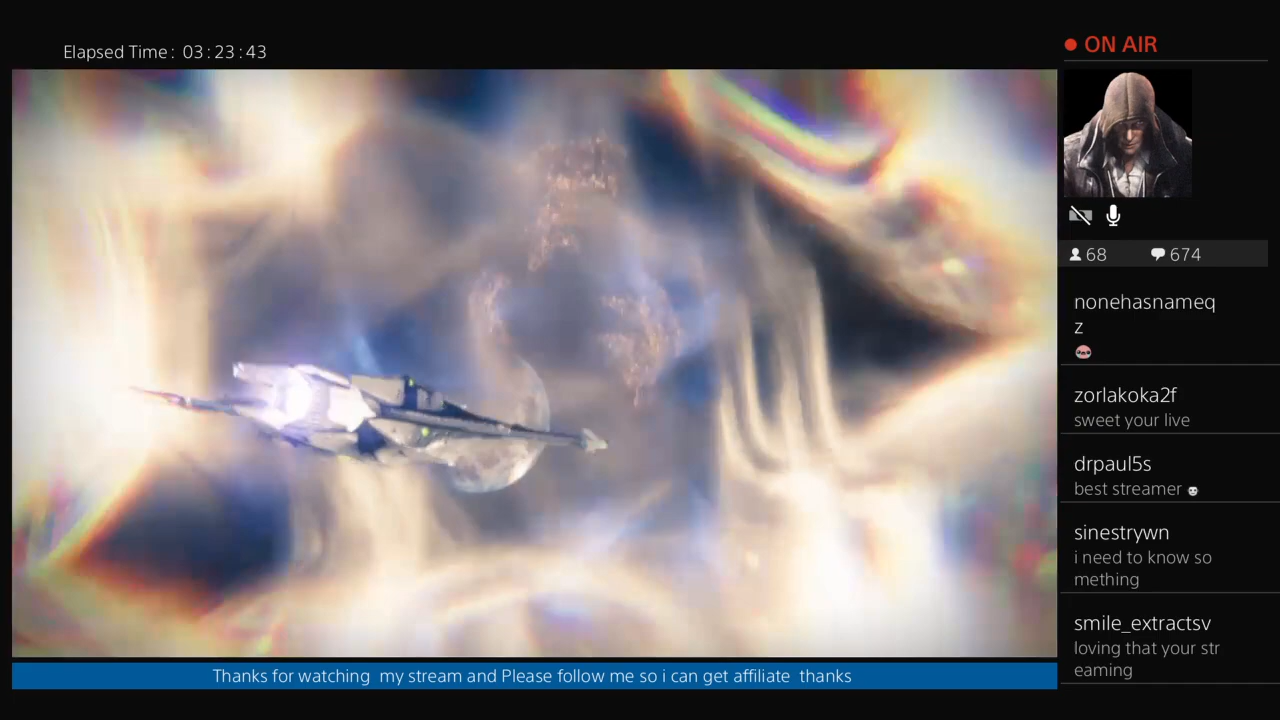 Elapsed Time: 03:23:43
ON AIR
68 674
nonehasnameq
z
zorlakoka2f
sweet your live
drpaul5s
best streamer
sinestrywn
i need to know so
mething
smile_extractsv
loving that your str
eaming
Thanks for watching  my stream and Please follow me so i can get affiliate  thanks